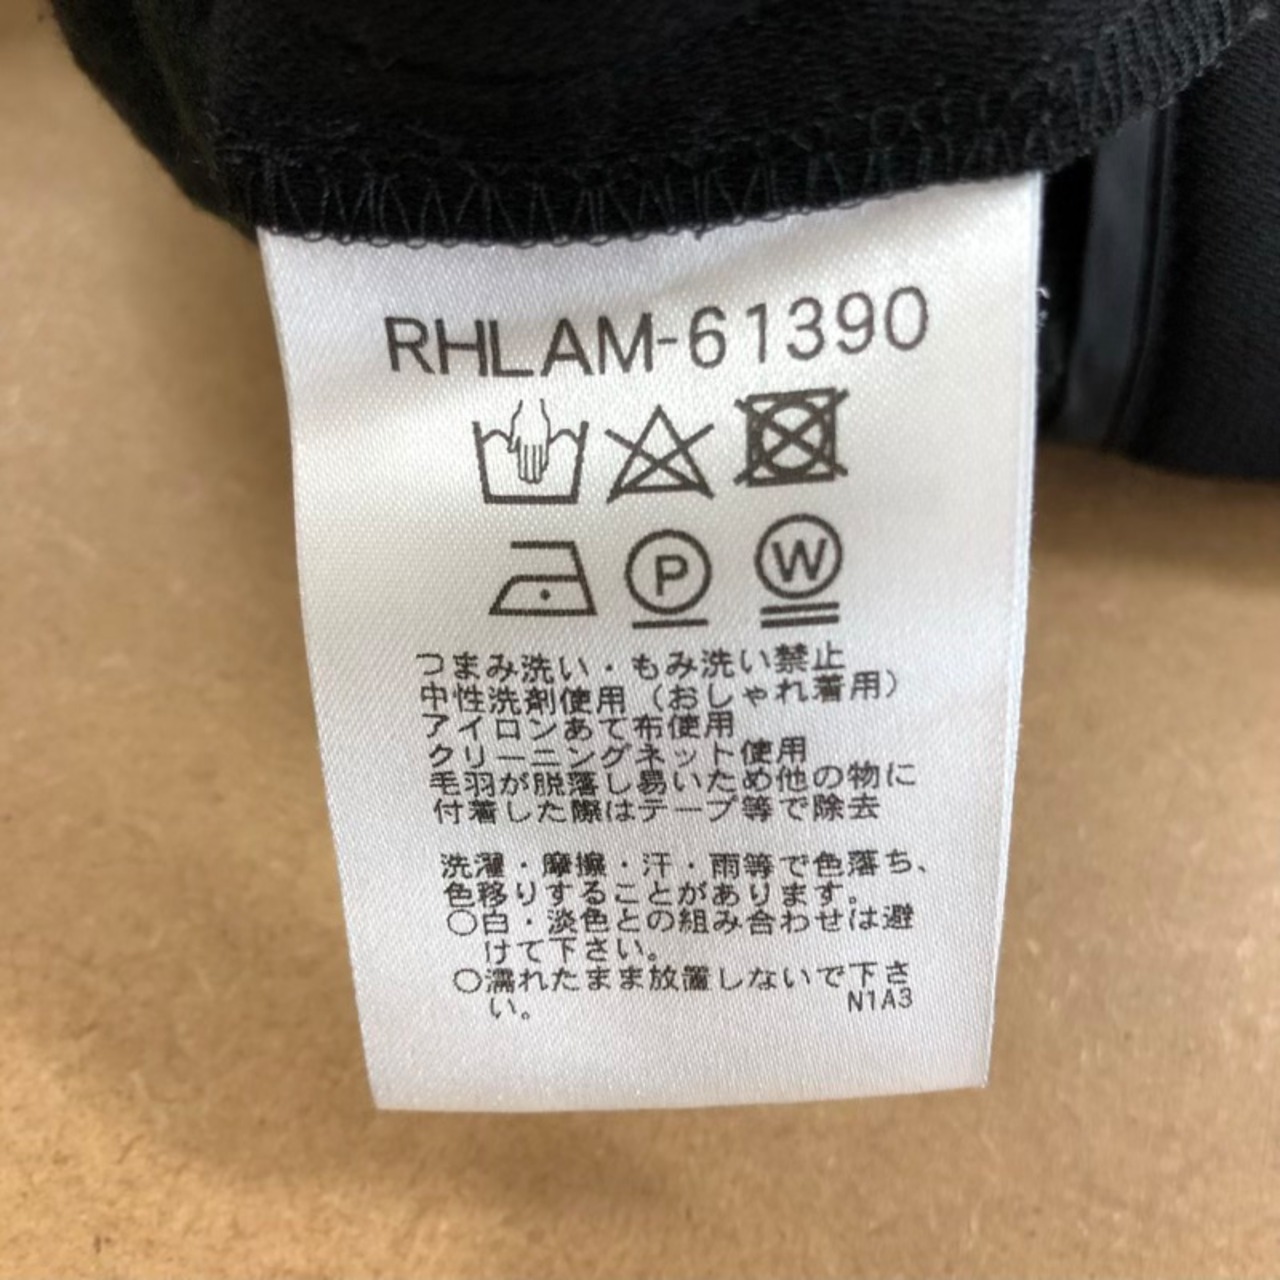 RHLAM-61390
P
W
つまみ洗い・もみ洗い禁止
中性洗剤使用（おしゃれ着用）
アイロンあて布使用
クリーニングネット使用
毛羽が脱落し易いため他の物に
付着した際はテープ等で除去
洗濯・摩擦・汗・雨等で色落ち、
色移りすることがあります。
○白・淡色との組み合わせは避
けて下さい。
○濡れたまま放置しないで下さ
い。
N1A3